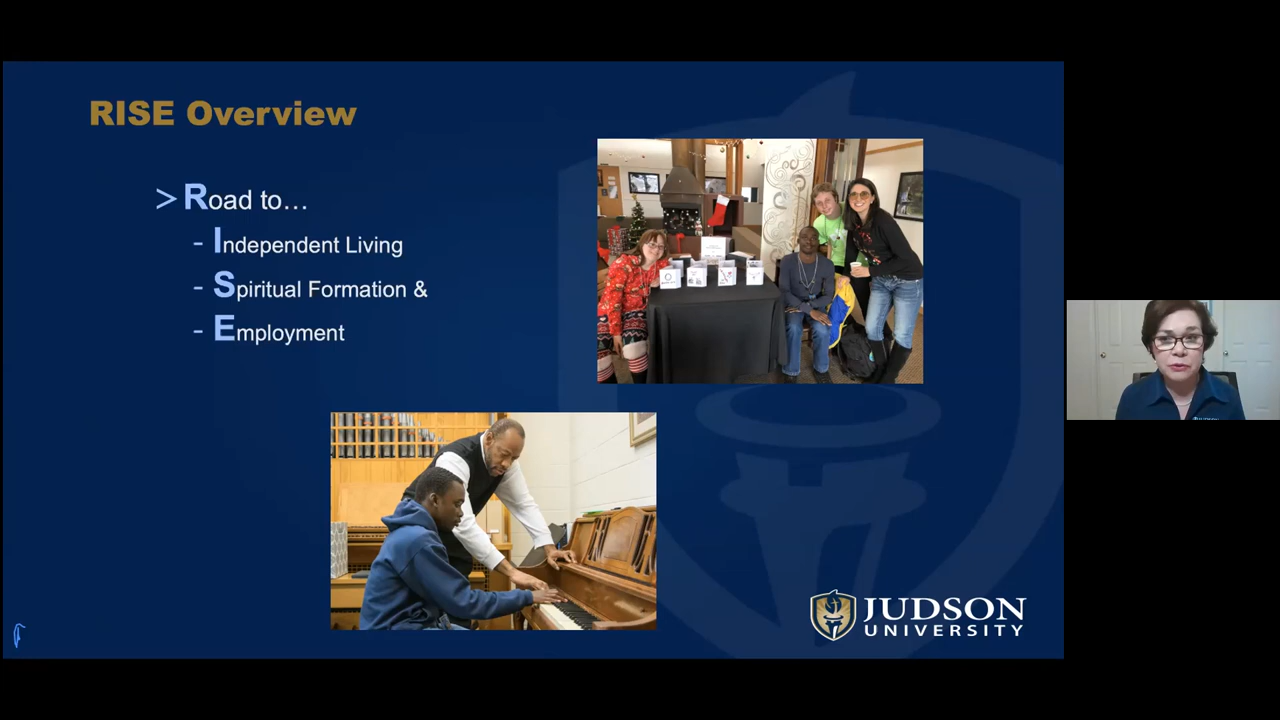 RISE Overview
> Road to…
- Independent Living
- Spiritual Formation &
- Employment
JUDSON
UNIVERSITY